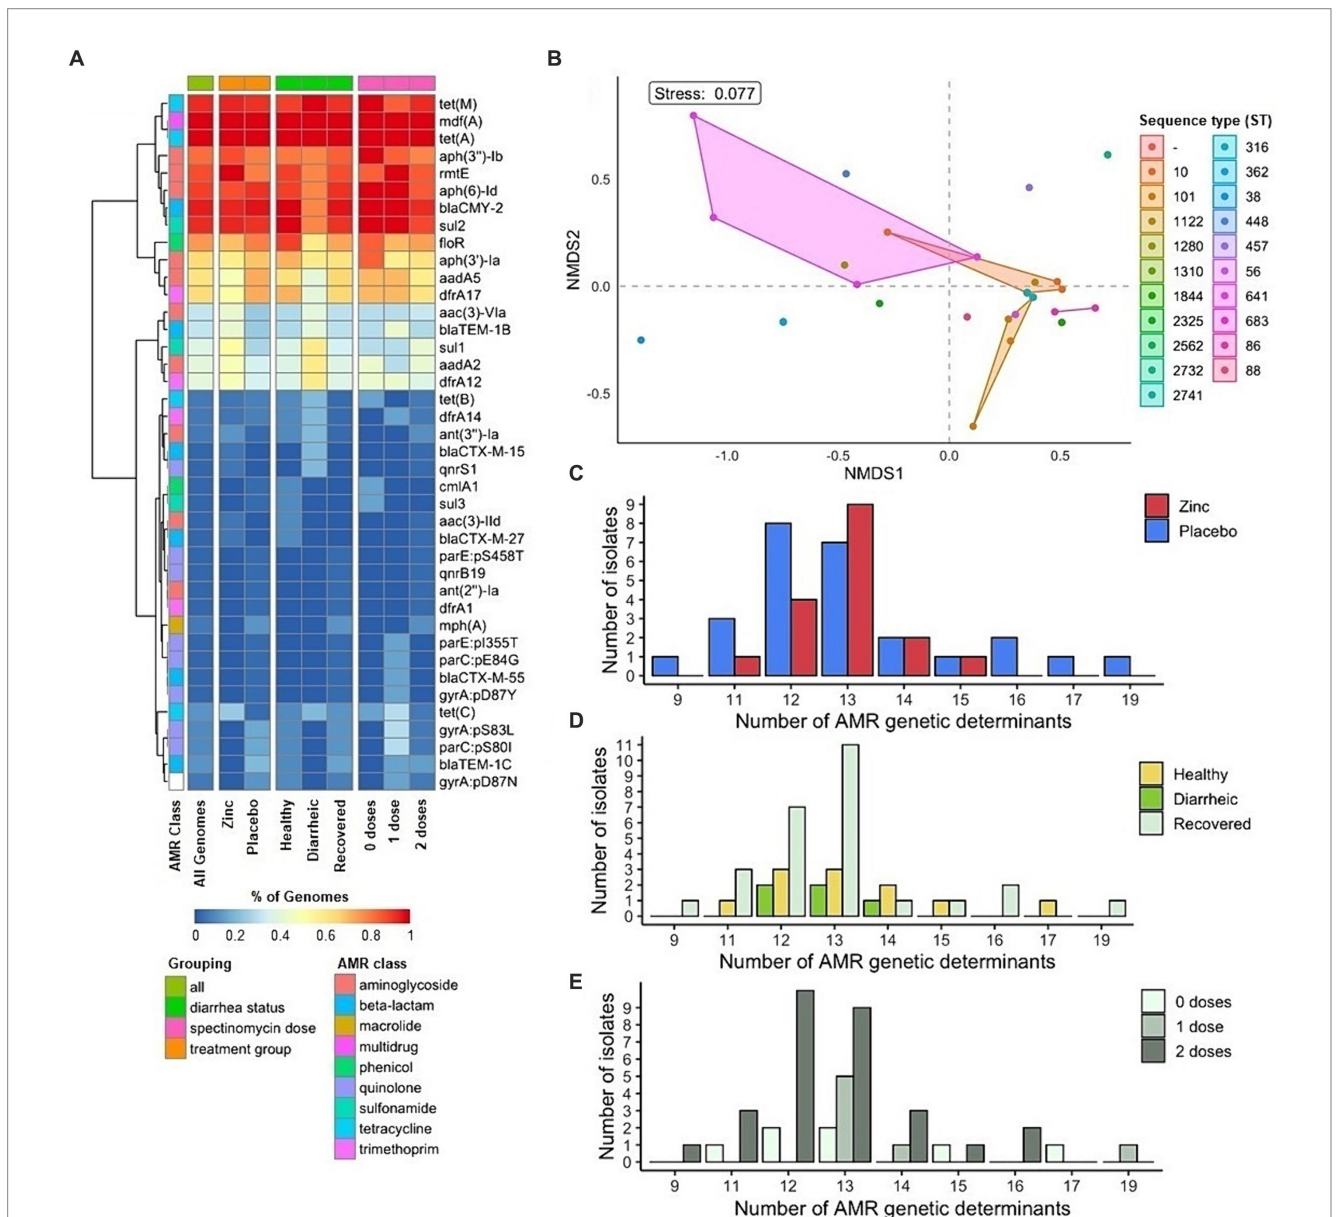 A
tet(M)
mdf(A)
tet(A)
aph(3")-Ib
rmtE
aph(6)-Id
blaCMY-2
sul2
floR
aph(3')-Ia
aadA5
dfrA17
aac(3)-VIa
blaTEM-1B
sul1
aadA2
dfrA12
tet(B)
dfrA14
ant(3")-Ia
blaCTX-M-15
qnrS1
cmlA1
sul3
aac(3)-IId
blaCTX-M-27
parE:pS458T
qnrB19
ant(2")-Ia
dfrA1
mph(A)
parE:pI355T
parC:pE84G
blaCTX-M-55
gyrA:pD87Y
tet(C)
gyrA:pS83L
parC:pS80I
blaTEM-1C
gyrA:pD87N
AMR Class
All Genomes
Zinc
Placebo
Healthy
Diarrheic
Recovered
0 doses
1 dose
2 doses
% of Genomes
0 0.2 0.4 0.6 0.8 1
Grouping
all
diarrhea status
spectinomycin dose
treatment group
AMR class
aminoglycoside
beta-lactam
macrolide
multidrug
phenicol
quinolone
sulfonamide
tetracycline
trimethoprim
B
Stress: 0.077
NMDS2
0.5
0.0
-0.5
-1.0 -0.5 0.0 0.5
NMDS1
Sequence type (ST)
-
10
101
1122
1280
1310
1844
2325
2562
2732
2741
316
362
38
448
457
56
641
683
86
88
C
Number of isolates
9
8
7
6
5
4
3
2
1
0
9 11 12 13 14 15 16 17 19
Number of AMR genetic determinants
Zinc
Placebo
D
Number of isolates
11
10
9
8
7
6
5
4
3
2
1
0
9 11 12 13 14 15 16 17 19
Number of AMR genetic determinants
Healthy
Diarrheic
Recovered
E
Number of isolates
9
8
7
6
5
4
3
2
1
0
9 11 12 13 14 15 16 17 19
Number of AMR genetic determinants
0 doses
1 dose
2 doses